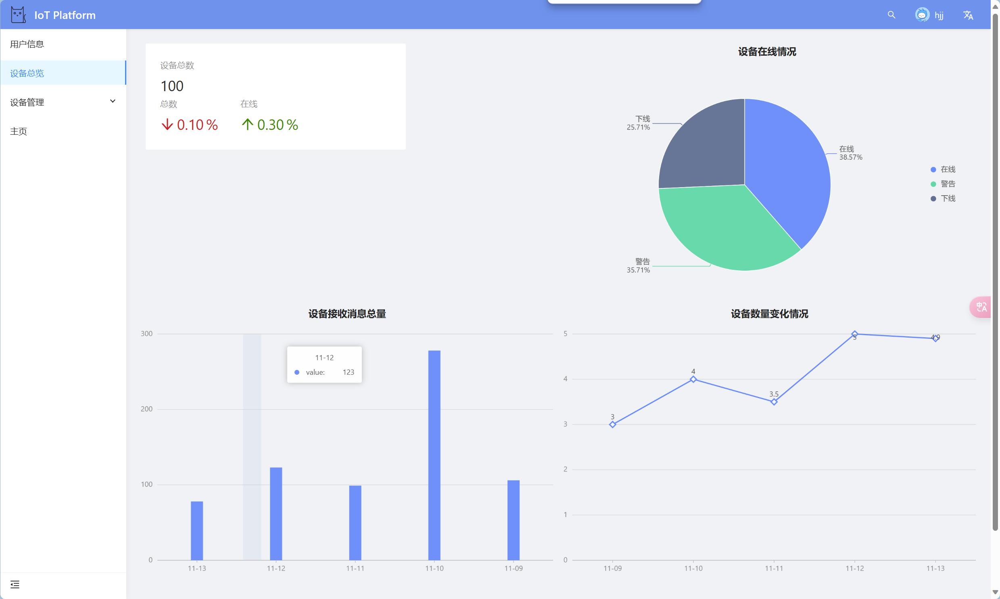 IoT Platform
hjj
用户信息
设备总览
设备管理
主页
设备总数
100
总数 在线
0.10 % 0.30 %
设备在线情况
下线
25.71%
在线
38.57%
警告
35.71%
在线
警告
下线
设备接收消息总量
300
200
100
0
11-12
value: 123
11-13 11-12 11-11 11-10 11-09
设备数量变化情况
5
4
3
2
1
0
3
4
3.5
5
4.9
11-09 11-10 11-11 11-12 11-13